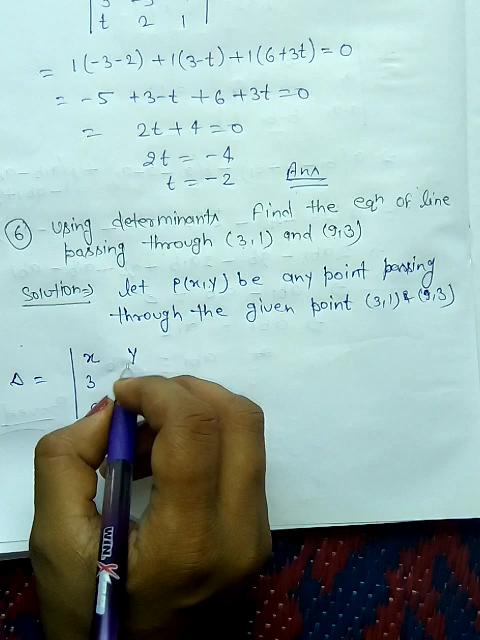 t 2 1
= 1(-3-2) +1(3-t)+1(6+3t)=0
= -5 +3-t +6+3t=0
= 2t+4=0
2t = -4
t = -2 Ans
⑥ Using determinants Find the eqn of line
passing through (3,1) and (9,3)
Solution⇒ let P(x,y) be any point passing
through the given point (3,1) & (9,3)
Δ = | x y
3
WIN X